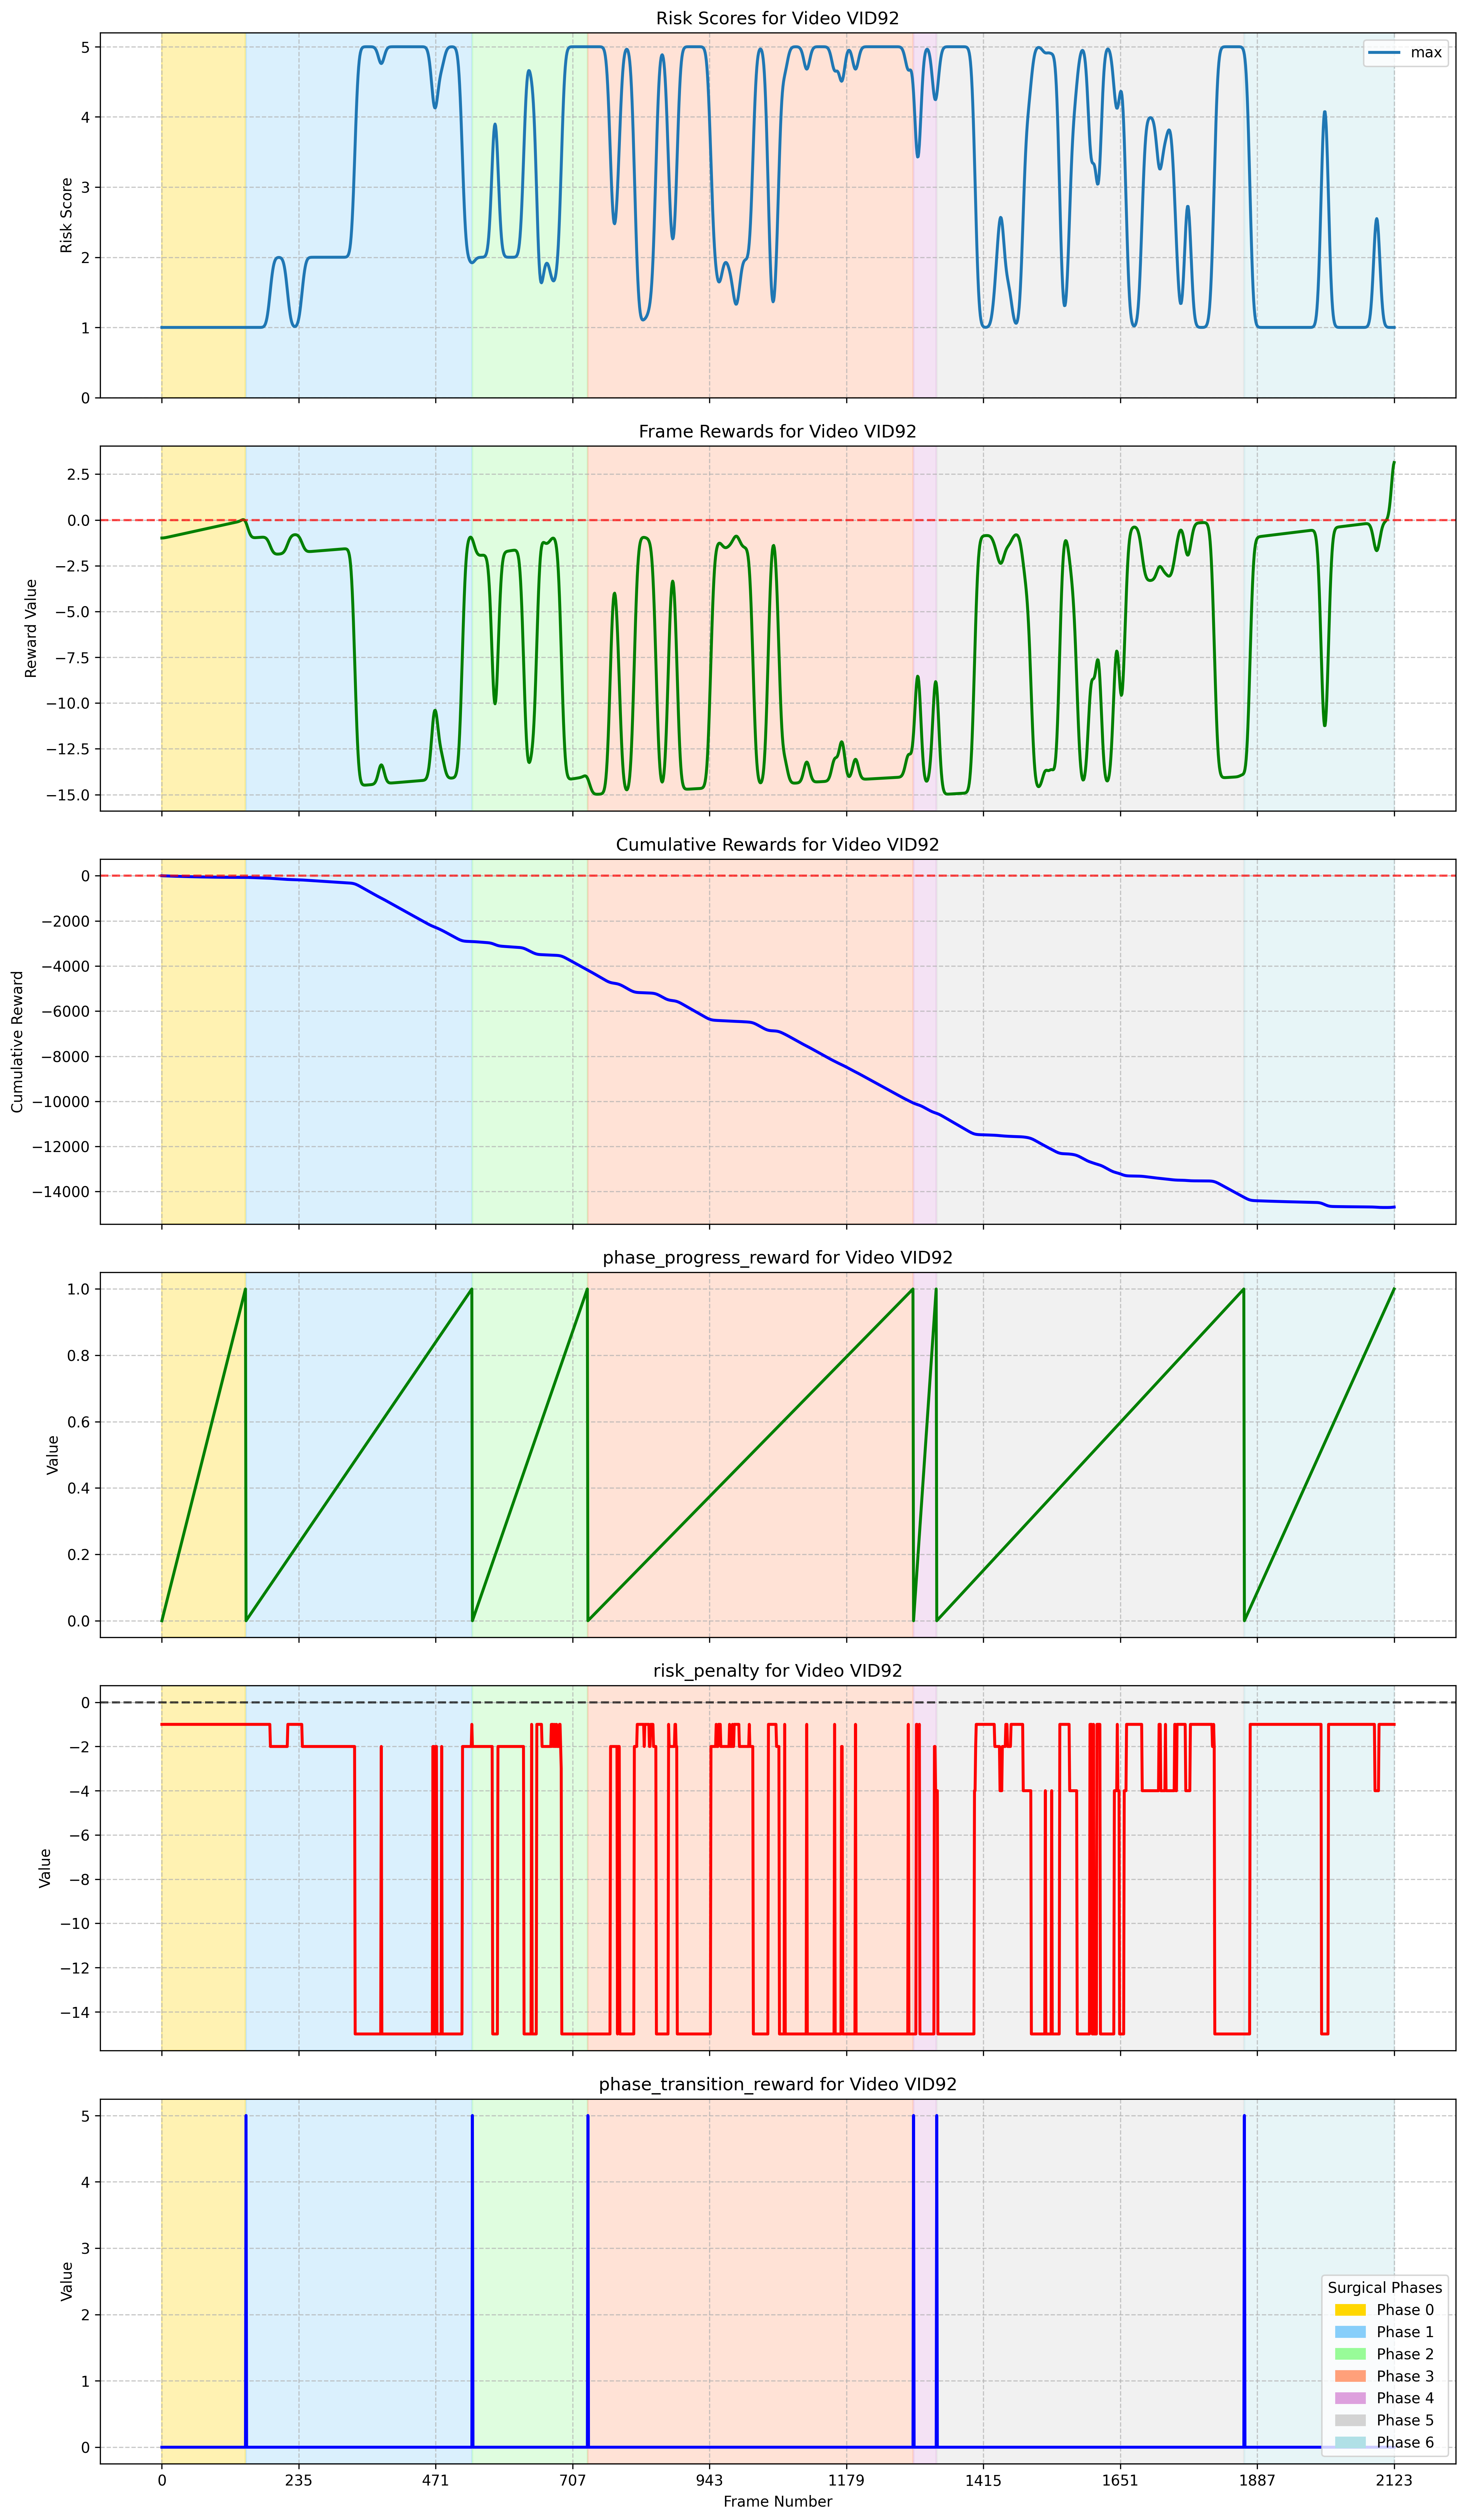 Risk Scores for Video VID92
max
5
4
3
2
1
0
Risk Score
Frame Rewards for Video VID92
2.5
0.0
−2.5
−5.0
−7.5
−10.0
−12.5
−15.0
Reward Value
Cumulative Rewards for Video VID92
0
−2000
−4000
−6000
−8000
−10000
−12000
−14000
Cumulative Reward
phase_progress_reward for Video VID92
1.0
0.8
0.6
0.4
0.2
0.0
Value
risk_penalty for Video VID92
0
−2
−4
−6
−8
−10
−12
−14
Value
phase_transition_reward for Video VID92
5
4
3
2
1
0
Value
Surgical Phases
Phase 0
Phase 1
Phase 2
Phase 3
Phase 4
Phase 5
Phase 6
0 235 471 707 943 1179 1415 1651 1887 2123
Frame Number